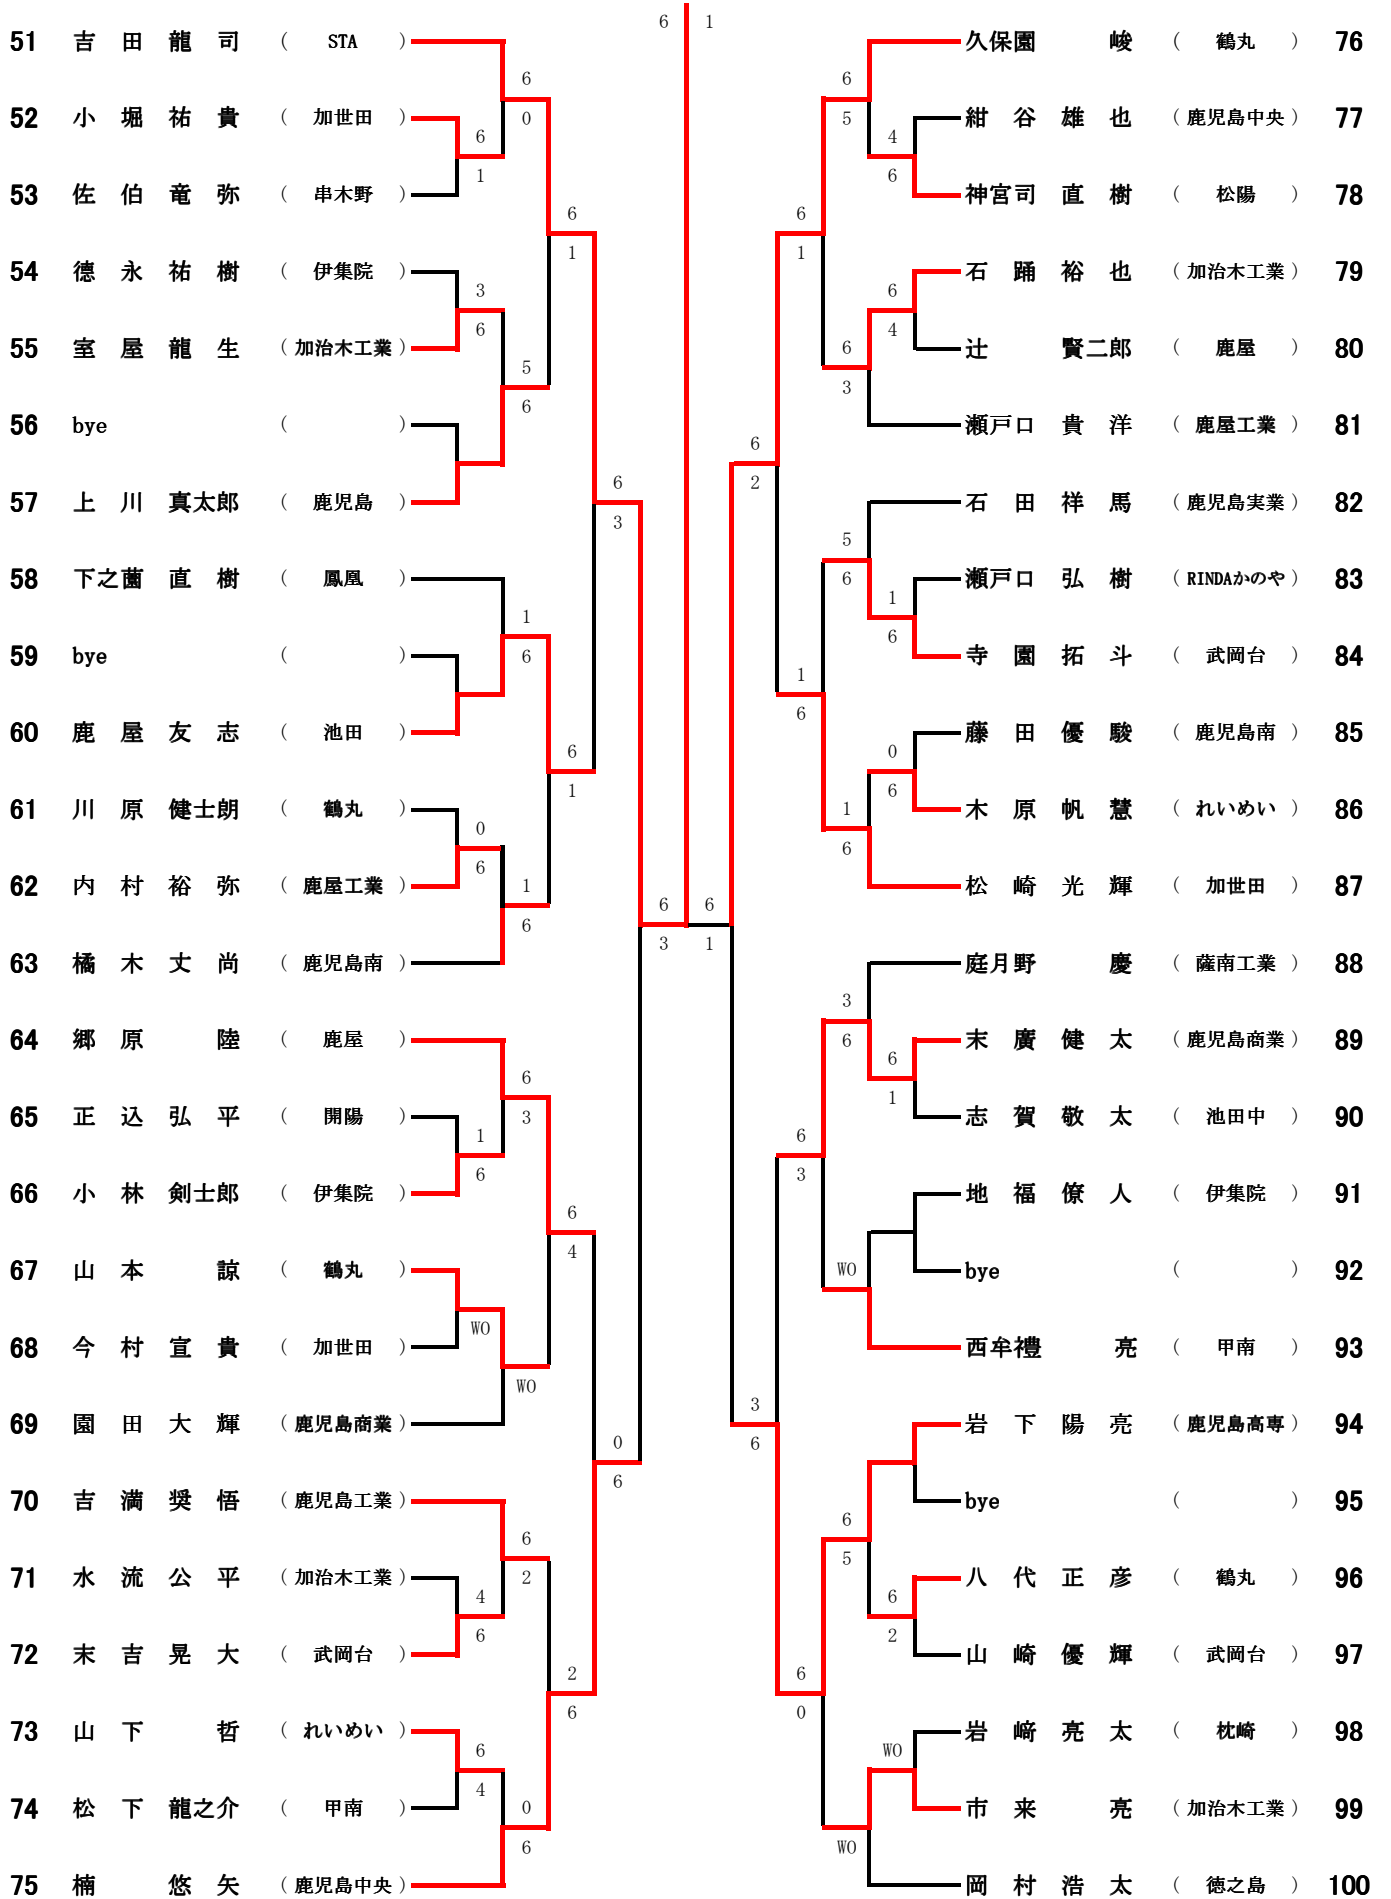 6 1
51 吉田龍司 ( STA )
6
0
52 小堀祐貴 ( 加世田 )
6
1
53 佐伯竜弥 ( 串木野 )
6
1
54 德永祐樹 ( 伊集院 )
3
6
55 室屋龍生 ( 加治木工業 )
5
6
56 bye ( )
57 上川真太郎 ( 鹿児島 )
6
3
58 下之薗直樹 ( 鳳凰 )
1
6
59 bye ( )
60 鹿屋友志 ( 池田 )
6
1
61 川原健士朗 ( 鶴丸 )
0
6
62 内村裕弥 ( 鹿屋工業 )
1
6
63 橘木丈尚 ( 鹿児島南 )
6
3
64 郷原陸 ( 鹿屋 )
6
3
65 正込弘平 ( 開陽 )
1
6
66 小林剣士郎 ( 伊集院 )
6
4
67 山本諒 ( 鶴丸 )
WO
68 今村宣貴 ( 加世田 )
WO
69 園田大輝 ( 鹿児島商業 )
0
6
70 吉満奨悟 ( 鹿児島工業 )
6
2
71 水流公平 ( 加治木工業 )
4
6
72 末吉晃大 ( 武岡台 )
2
6
73 山下哲 ( れいめい )
6
4
74 松下龍之介 ( 甲南 )
0
6
75 楠悠矢 ( 鹿児島中央 )
久保園峻 ( 鶴丸 ) 76
6
5
紺谷雄也 ( 鹿児島中央 ) 77
4
6
神宮司直樹 ( 松陽 ) 78
6
1
石踊裕也 ( 加治木工業 ) 79
6
4
辻賢二郎 ( 鹿屋 ) 80
6
3
瀬戸口貴洋 ( 鹿屋工業 ) 81
6
2
石田祥馬 ( 鹿児島実業 ) 82
5
6
瀬戸口弘樹 ( RINDAかのや ) 83
1
6
寺園拓斗 ( 武岡台 ) 84
1
6
藤田優駿 ( 鹿児島南 ) 85
0
6
木原帆慧 ( れいめい ) 86
1
6
松崎光輝 ( 加世田 ) 87
6
1
庭月野慶 ( 薩南工業 ) 88
3
6
末廣健太 ( 鹿児島商業 ) 89
6
1
志賀敬太 ( 池田中 ) 90
6
3
地福僚人 ( 伊集院 ) 91
bye ( ) 92
WO
西牟禮亮 ( 甲南 ) 93
3
6
岩下陽亮 ( 鹿児島高専 ) 94
bye ( ) 95
6
5
八代正彦 ( 鶴丸 ) 96
6
2
山崎優輝 ( 武岡台 ) 97
6
0
岩﨑亮太 ( 枕崎 ) 98
WO
市来亮 ( 加治木工業 ) 99
WO
岡村浩太 ( 徳之島 ) 100